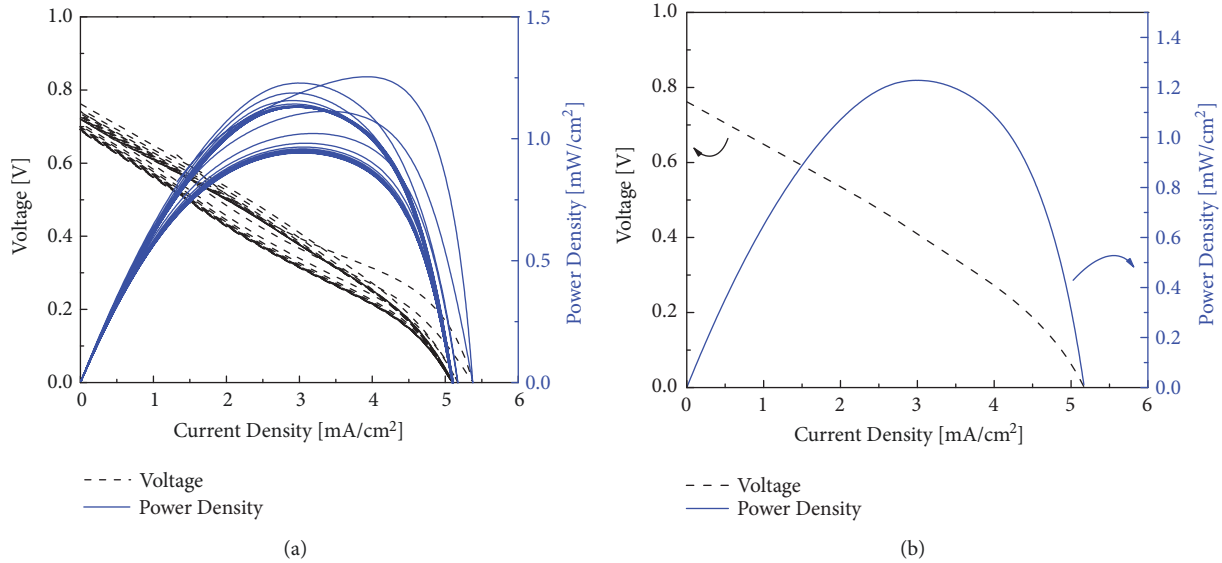 1.0
0.8
0.6
0.4
0.2
0.0
Voltage [V]
0 1 2 3 4 5 6
Current Density [mA/cm²]
1.5
1.0
0.5
0.0
Power Density [mW/cm²]
Voltage
Power Density
(a)
1.0
0.8
0.6
0.4
0.2
0.0
Voltage [V]
0 1 2 3 4 5 6
Current Density [mA/cm²]
1.4
1.2
1.0
0.8
0.6
0.4
0.2
0.0
Power Density [mW/cm²]
Voltage
Power Density
(b)